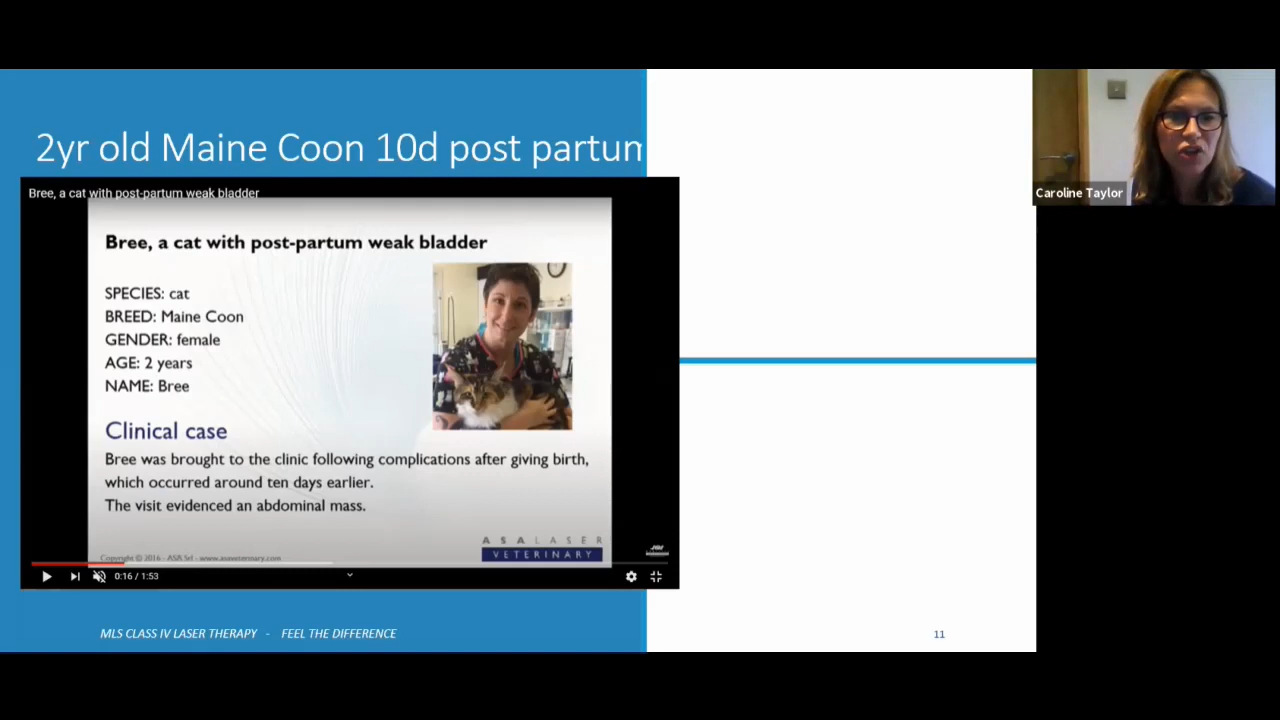 2yr old Maine Coon 10d post partum
Caroline Taylor
Bree, a cat with post-partum weak bladder
Bree, a cat with post-partum weak bladder
SPECIES: cat
BREED: Maine Coon
GENDER: female
AGE: 2 years
NAME: Bree
Clinical case
Bree was brought to the clinic following complications after giving birth,
which occurred around ten days earlier.
The visit evidenced an abdominal mass.
ASALASER
VETERINARY
Copyright © 2016 - ASA Srl - www.asaveterinary.com
0:16 / 1:53
MLS CLASS IV LASER THERAPY - FEEL THE DIFFERENCE
11